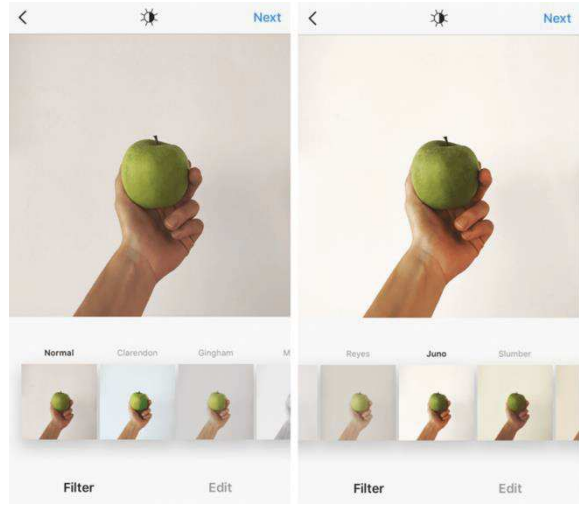 Next
Normal Clarendon Gingham M
Filter Edit
Next
Reyes Juno Slumber
Filter Edit